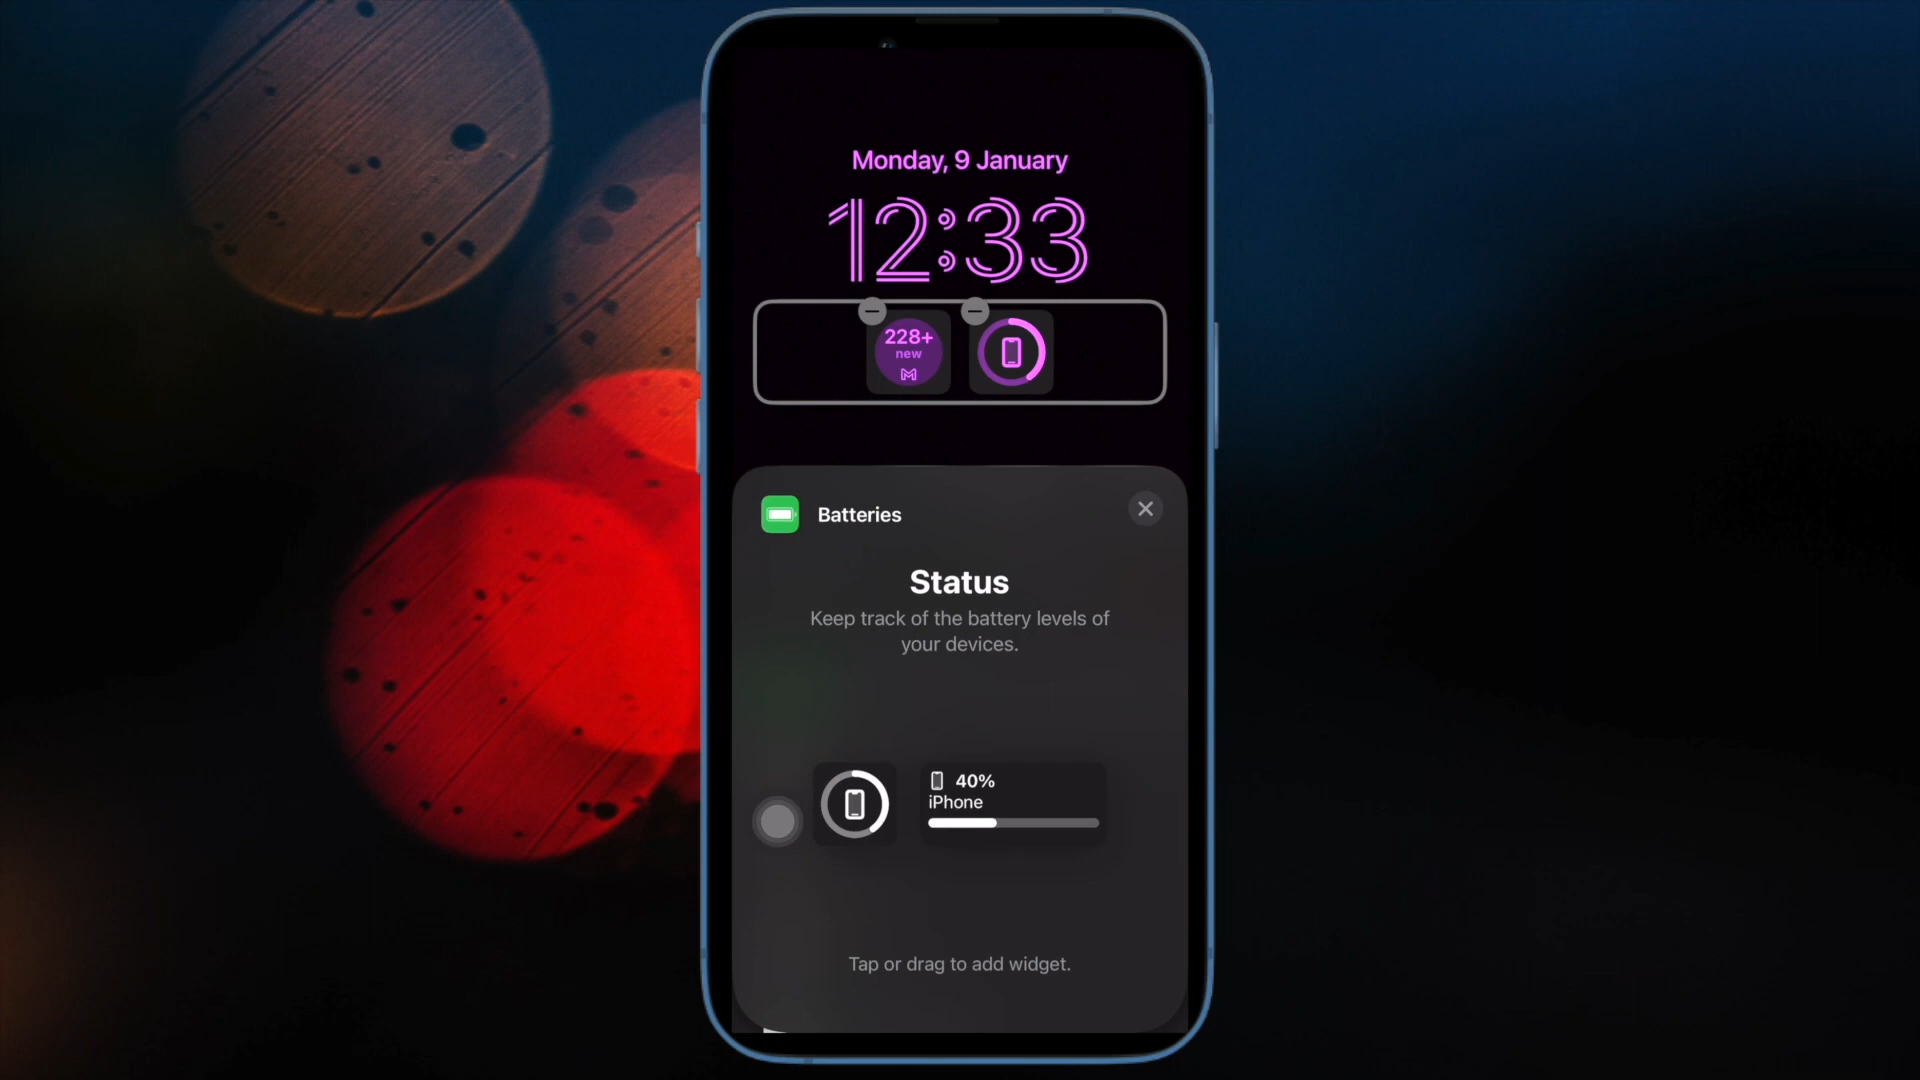 Monday, 9 January
12:33
228+
new
Batteries
Status
Keep track of the battery levels of
your devices.
40%
iPhone
Tap or drag to add widget.